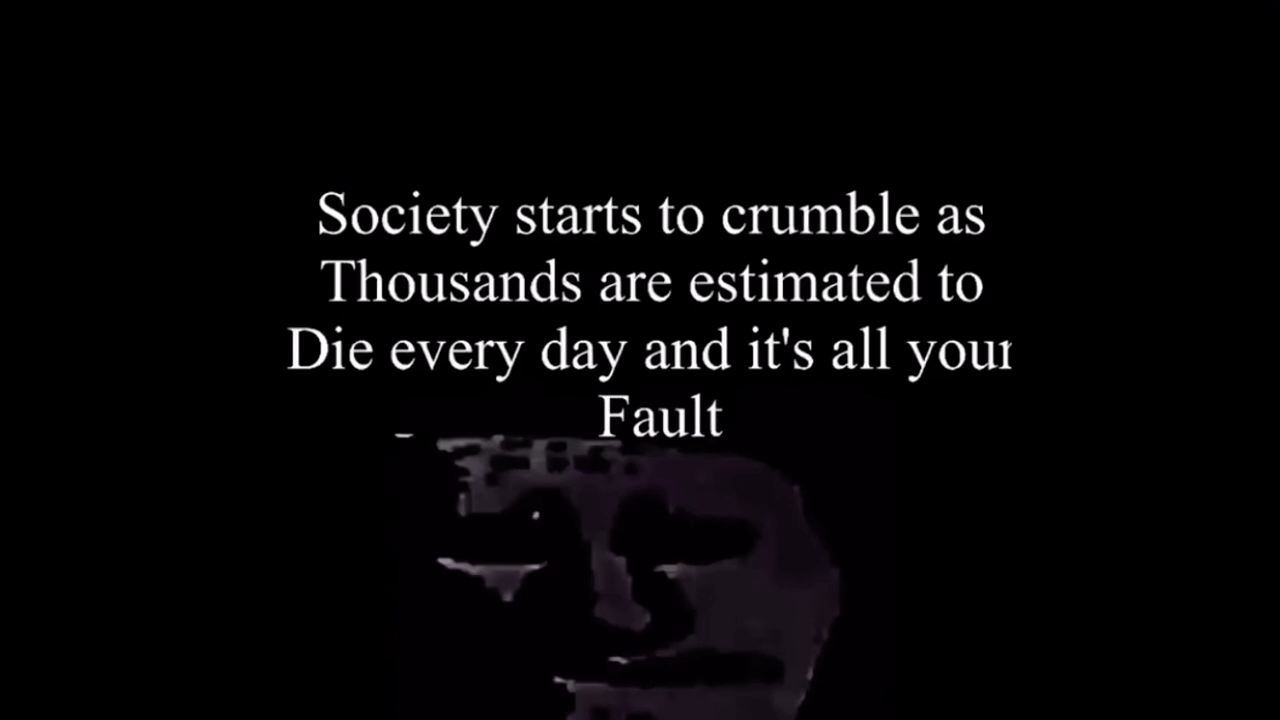 Society starts to crumble as
Thousands are estimated to
Die every day and it's all your
Fault